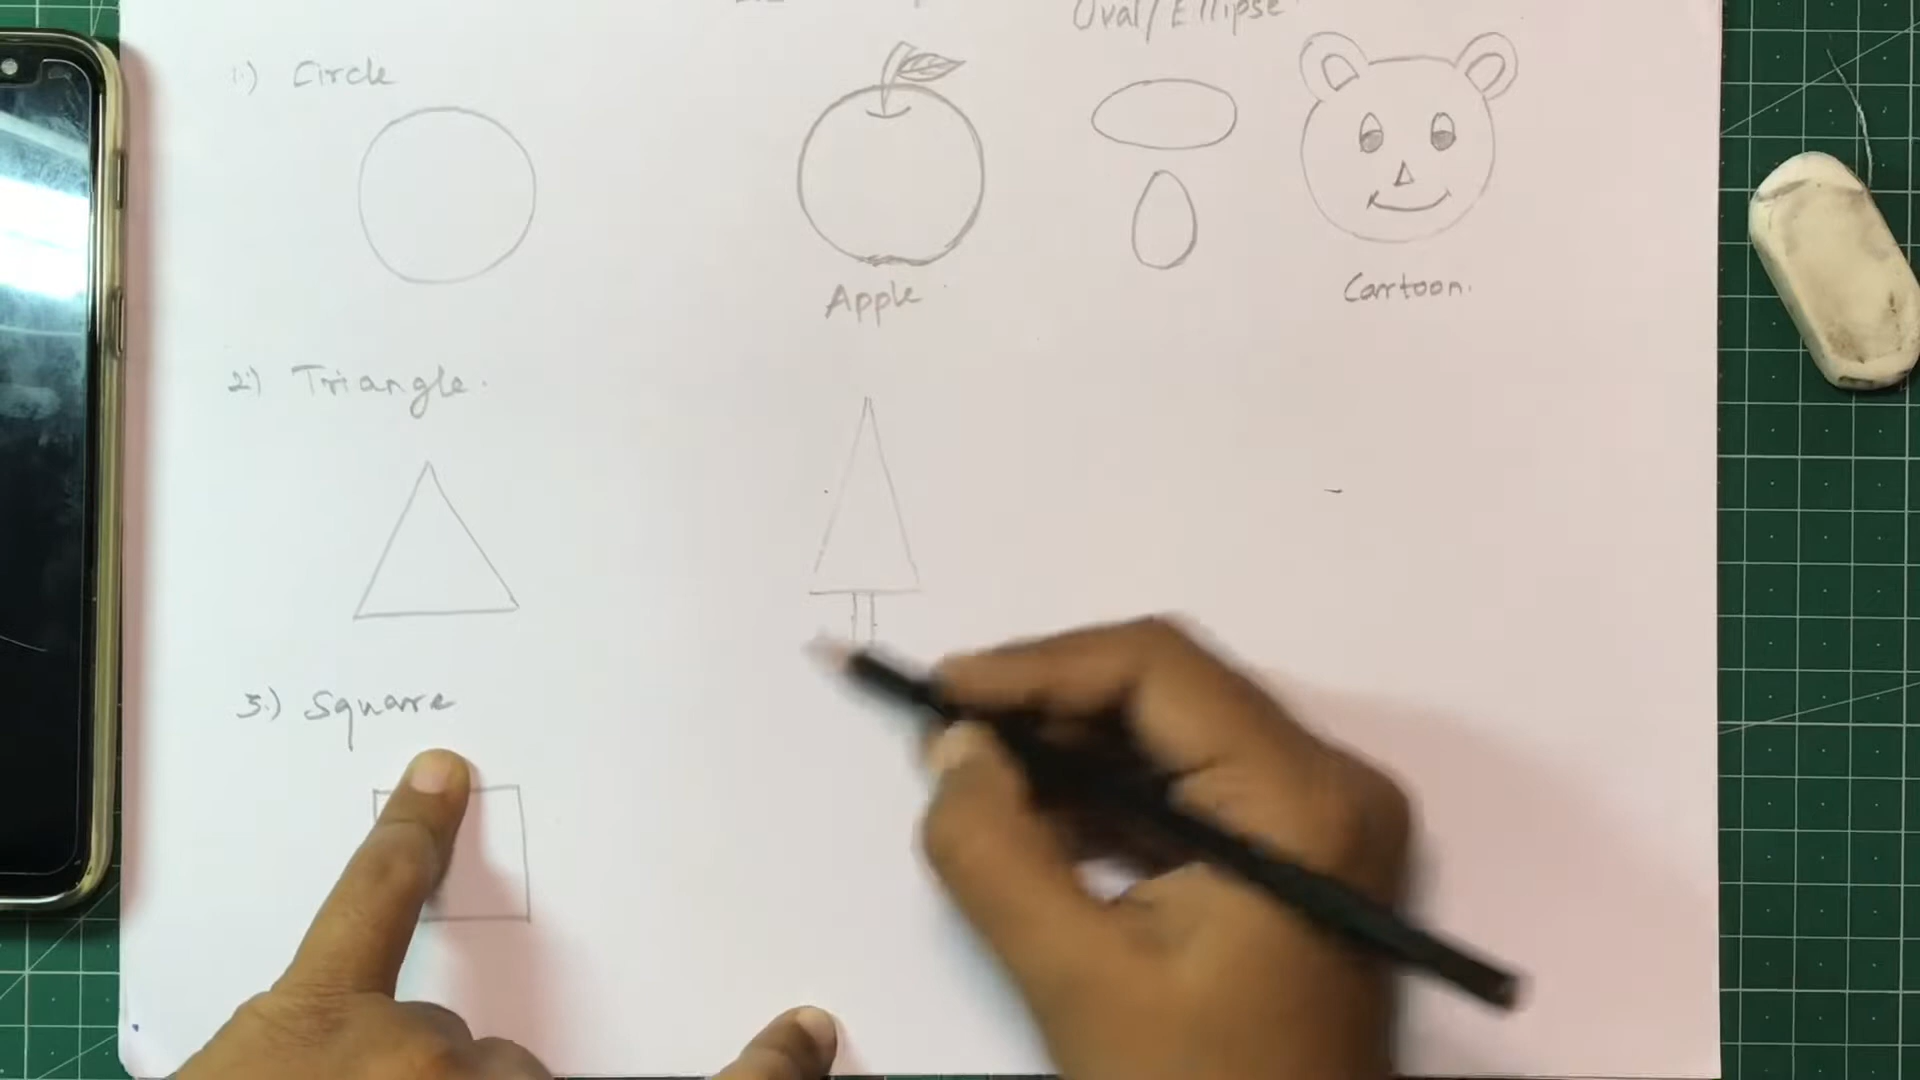 Oval/Ellipse
1.) Circle
Apple
Cartoon.
2.) Triangle.
3.) Square